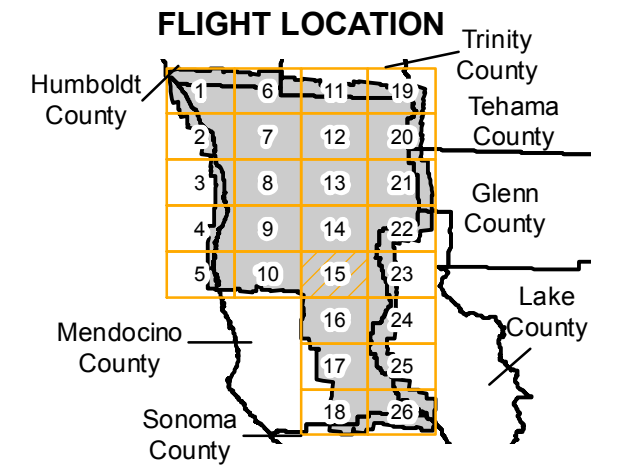 FLIGHT LOCATION
Trinity
County
Humboldt
County
Tehama
County
Glenn
County
Lake
County
Mendocino
County
Sonoma
County
1 6 11 19
2 7 12 20
3 8 13 21
4 9 14 22
5 10 15 23
16 24
17 25
18 26